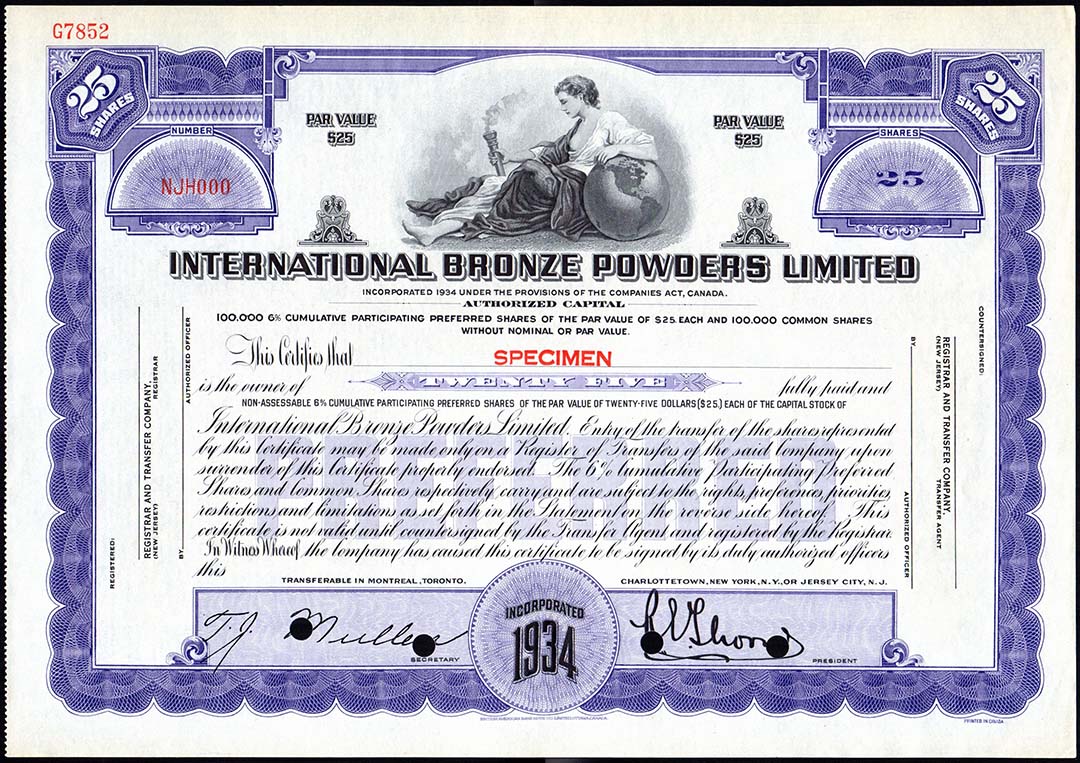 G7852
25 SHARES
25 SHARES
NUMBER
NJH000
PAR VALUE
$25
PAR VALUE
$25
SHARES
25
INTERNATIONAL BRONZE POWDERS LIMITED
INCORPORATED 1934 UNDER THE PROVISIONS OF THE COMPANIES ACT, CANADA.
AUTHORIZED CAPITAL
100,000 6% CUMULATIVE PARTICIPATING PREFERRED SHARES OF THE PAR VALUE OF $25 EACH AND 100,000 COMMON SHARES
WITHOUT NOMINAL OR PAR VALUE.
This Certifies that SPECIMEN
is the owner of TWENTY FIVE fully paid and
NON-ASSESSABLE 6% CUMULATIVE PARTICIPATING PREFERRED SHARES OF THE PAR VALUE OF TWENTY-FIVE DOLLARS ($25.) EACH OF THE CAPITAL STOCK OF
International Bronze Powders Limited. Entry of the transfer of the shares represented
by this certificate may be made only on a Register of Transfers of the said Company, upon
surrender of this Certificate properly endorsed. The 6% Cumulative Participating Preferred
Shares and Common Shares respectively, carry and are subject to the rights, preferences, priorities,
restrictions and limitations as set forth in the Statement on the reverse side hereof. This
certificate is not valid until countersigned by the Transfer Agent and registered by the Registrar.
In Witness Whereof the company has caused this certificate to be signed by its duly authorized officers
this
PREFERRED
TRANSFERABLE IN MONTREAL, TORONTO.
CHARLOTTETOWN, NEW YORK, N.Y., OR JERSEY CITY, N.J.
REGISTERED:
REGISTRAR AND TRANSFER COMPANY,
(NEW JERSEY)
REGISTRAR
BY
AUTHORIZED OFFICER
COUNTERSIGNED:
REGISTRAR AND TRANSFER COMPANY,
(NEW JERSEY)
TRANSFER AGENT
BY
AUTHORIZED OFFICER
T. J. Mullen
SECRETARY
INCORPORATED
1934
PRESIDENT
BRITISH AMERICAN BANK NOTE CO. LIMITED, OTTAWA, CANADA.
PRINTED IN CANADA